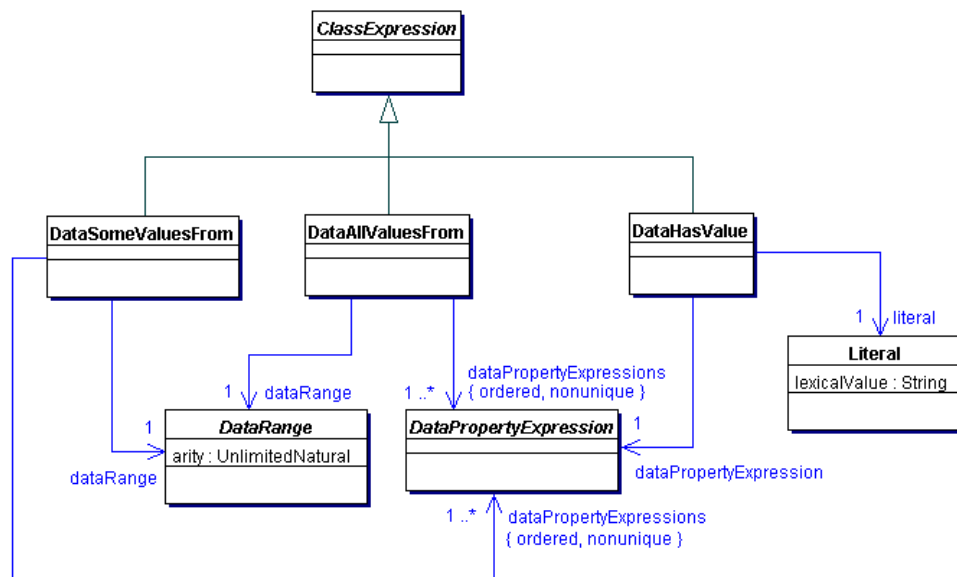 ClassExpression
DataSomeValuesFrom
DataAllValuesFrom
DataHasValue
1
literal
Literal
lexicalValue : String
dataPropertyExpressions
1 ..*
{ ordered, nonunique }
1
dataRange
1
dataRange
DataRange
arity : UnlimitedNatural
DataPropertyExpression
1
dataPropertyExpression
1 ..*
dataPropertyExpressions
{ ordered, nonunique }